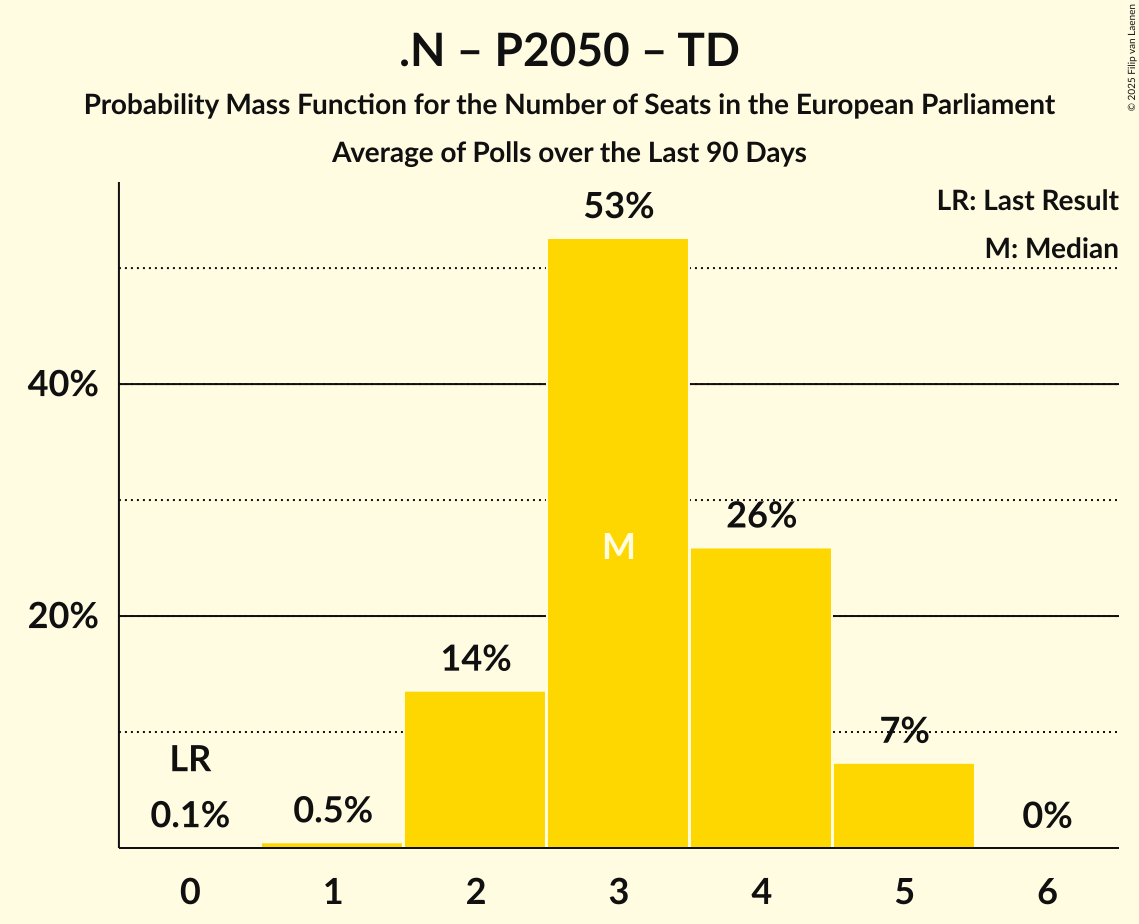 .N – P2050 – TD
Probability Mass Function for the Number of Seats in the European Parliament
Average of Polls over the Last 90 Days
© 2025 Filip van Laenen
LR: Last Result
M: Median
53%
40%
26%
M
20%
14%
7%
LR
0.1%
0.5%
0%
0 1 2 3 4 5 6